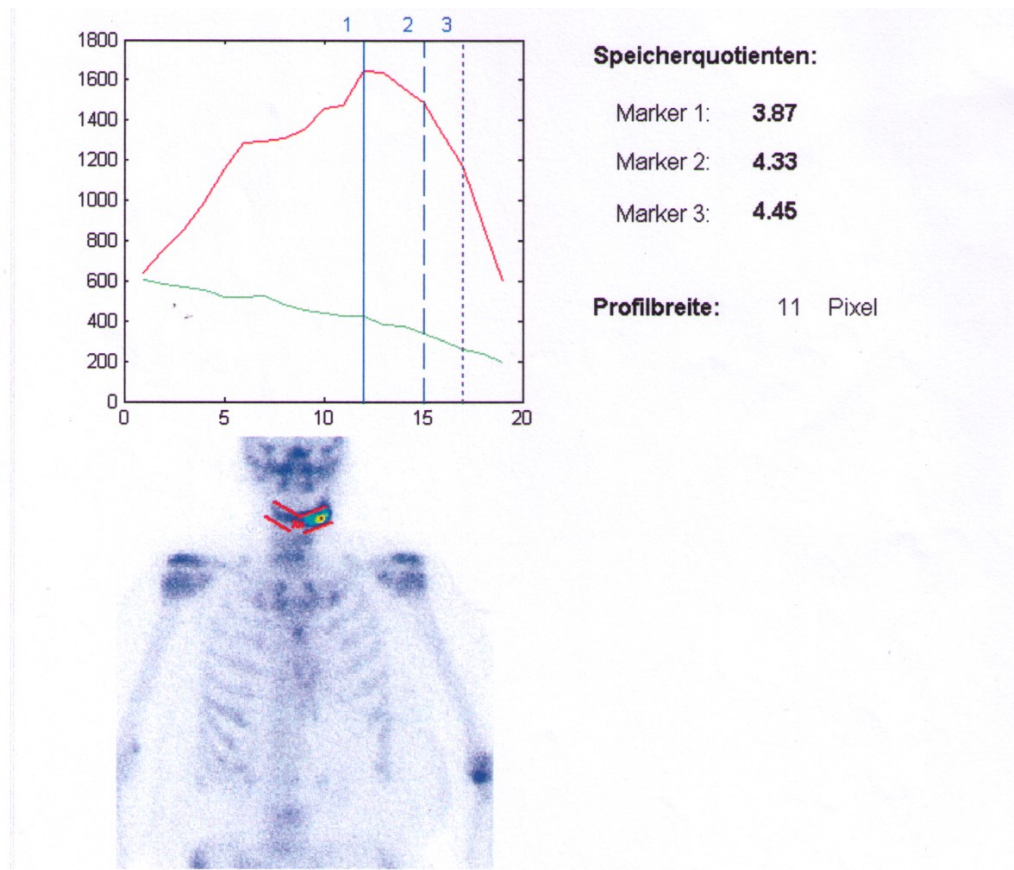 1 2 3
1800
1600
1400
1200
1000
800
600
400
200
0
0 5 10 15 20
Speicherquotienten:
Marker 1: 3.87
Marker 2: 4.33
Marker 3: 4.45
Profilbreite: 11 Pixel